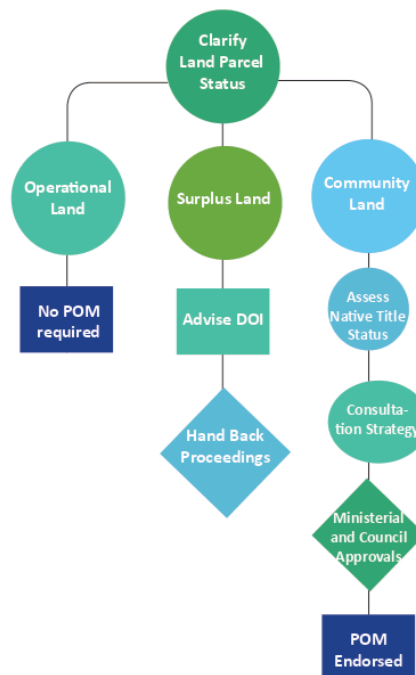 Clarify
Land Parcel
Status
Operational
Land
No POM
required
Surplus Land
Advise DOI
Hand Back
Proceedings
Community
Land
Assess
Native Title
Status
Consulta-
tion Strategy
Ministerial
and Council
Approvals
POM
Endorsed